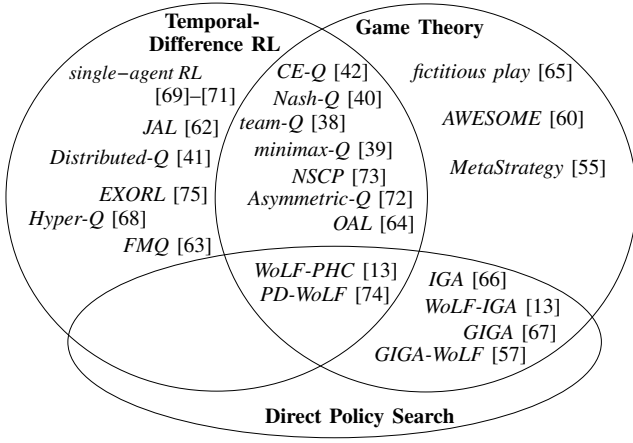 Temporal-
Difference RL
Game Theory
single−agent RL
[69]–[71]
JAL [62]
Distributed-Q [41]
EXORL [75]
Hyper-Q [68]
FMQ [63]
CE-Q [42]
Nash-Q [40]
team-Q [38]
minimax-Q [39]
NSCP [73]
Asymmetric-Q [72]
OAL [64]
fictitious play [65]
AWESOME [60]
MetaStrategy [55]
WoLF-PHC [13]
PD-WoLF [74]
IGA [66]
WoLF-IGA [13]
GIGA [67]
GIGA-WoLF [57]
Direct Policy Search